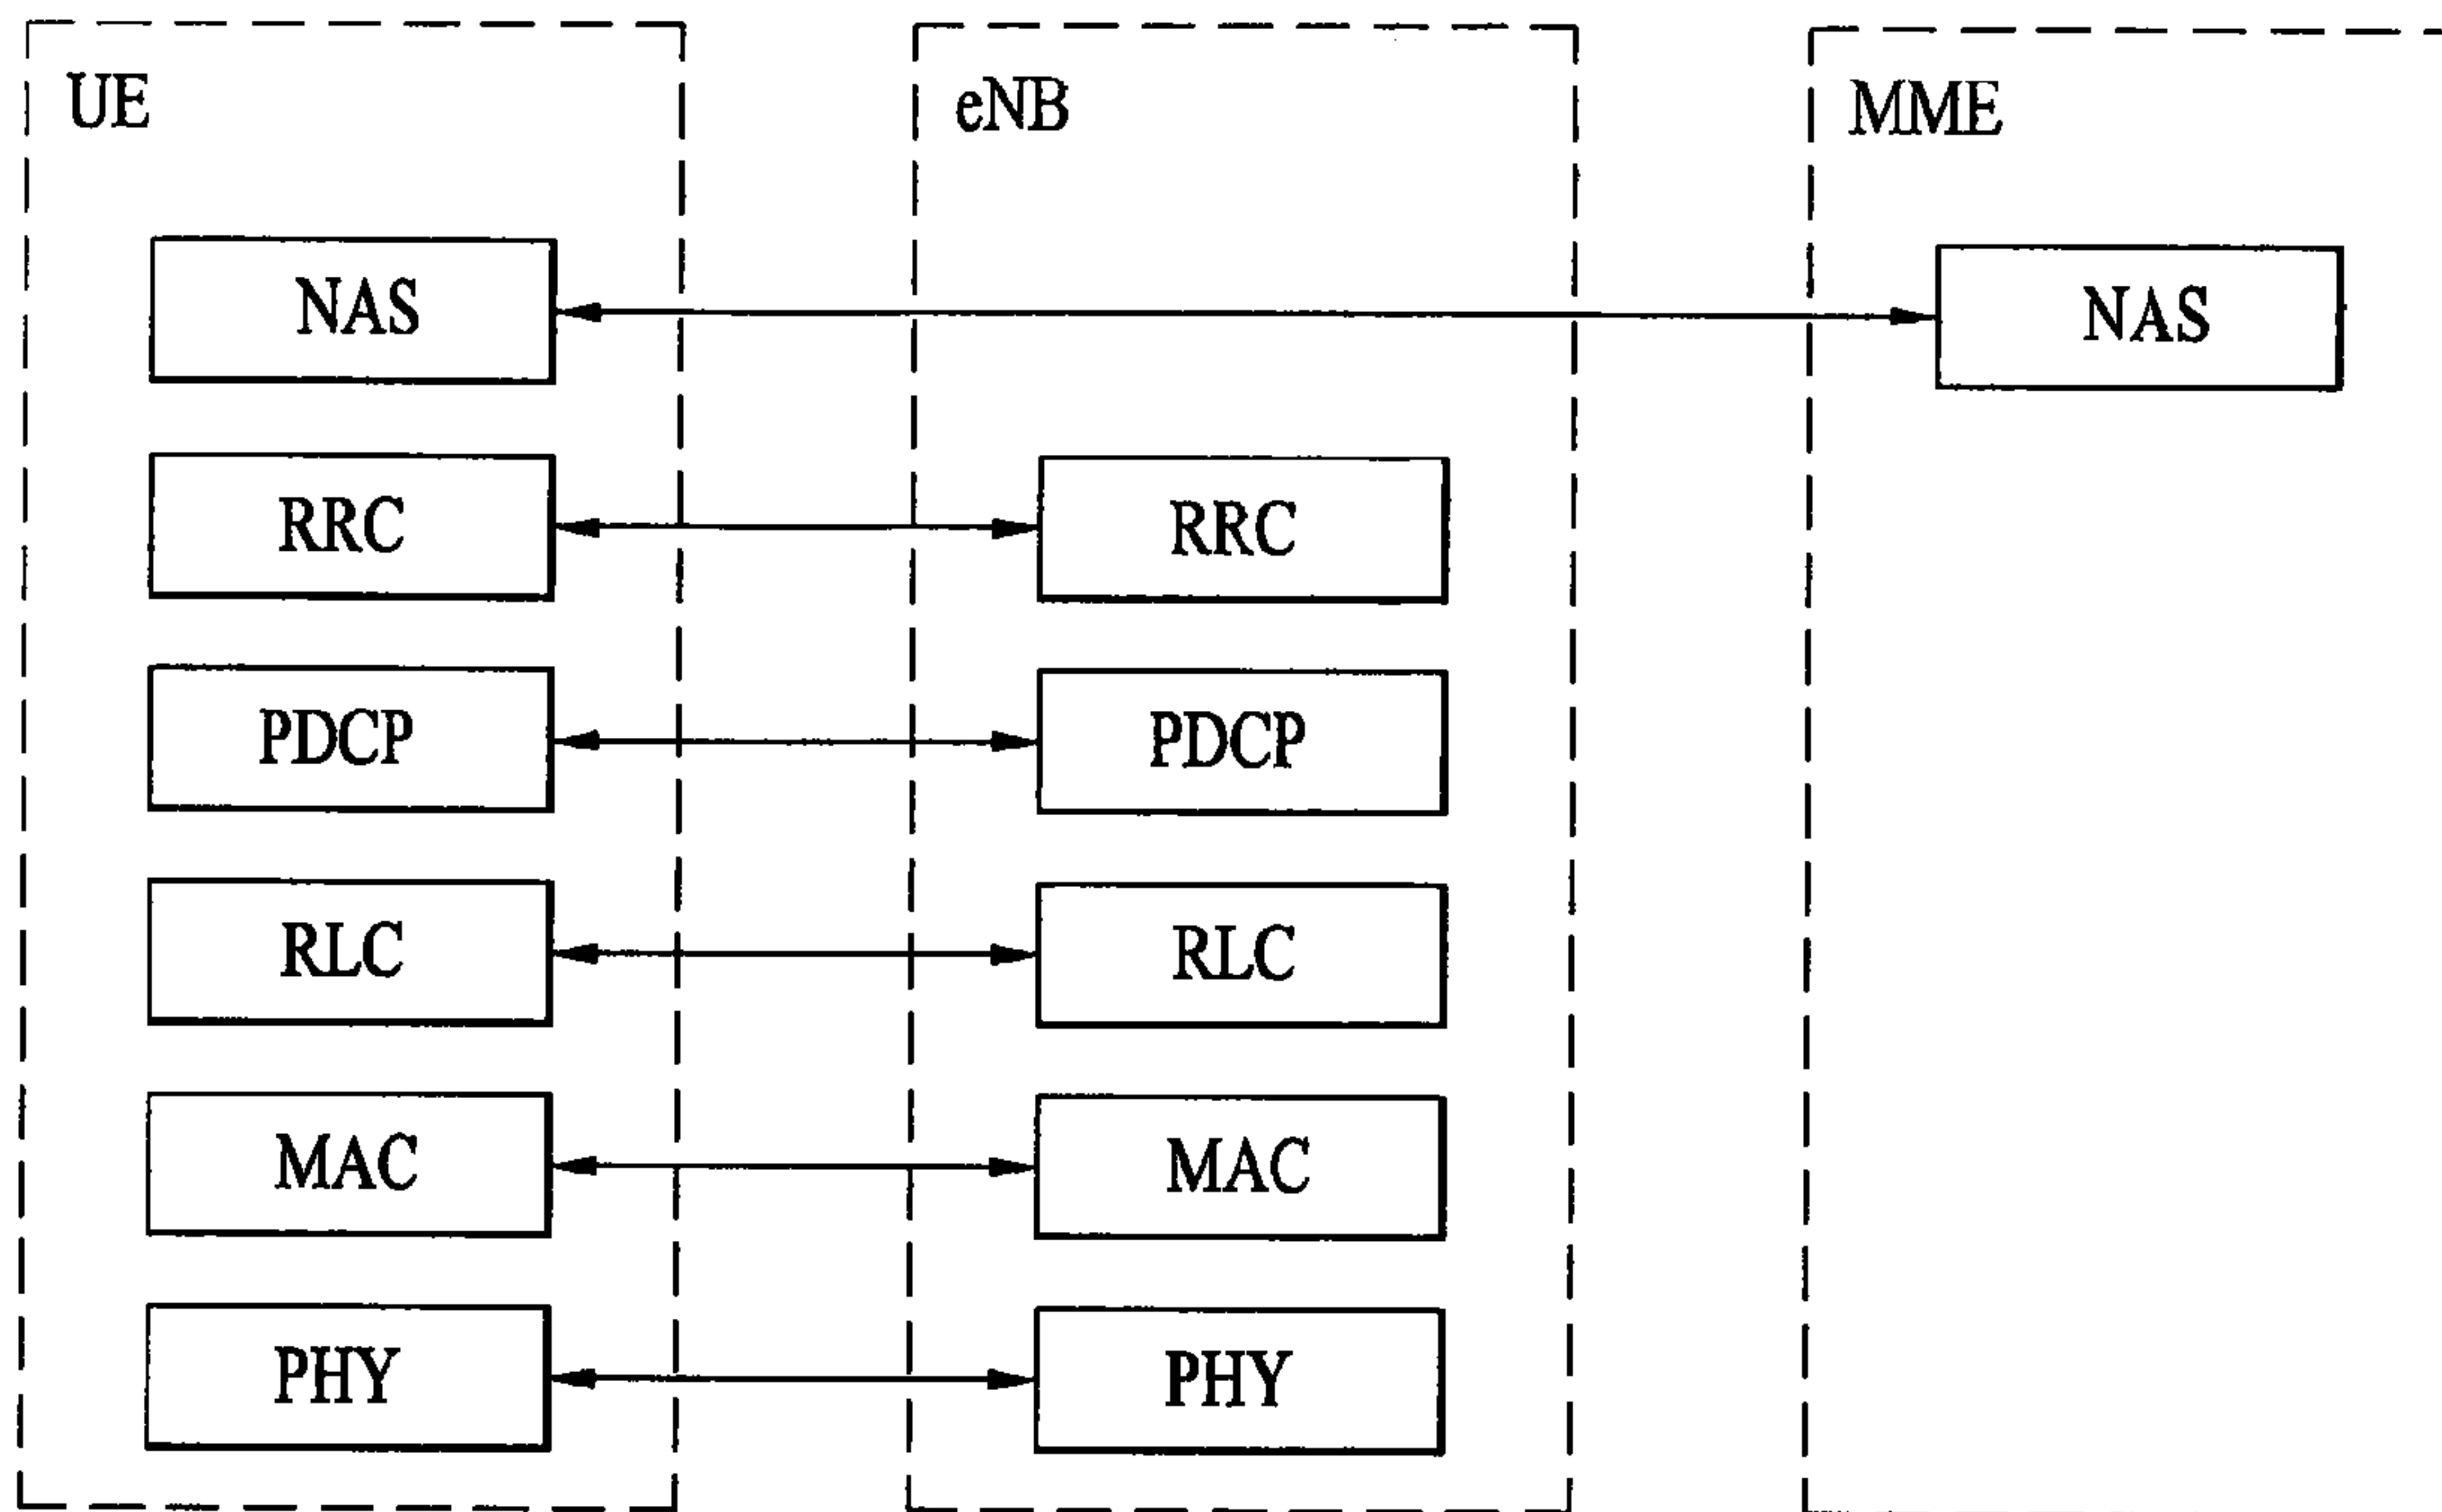 UE
eNB
MME
NAS
NAS
RRC
RRC
PDCP
PDCP
RLC
RLC
MAC
MAC
PHY
PHY